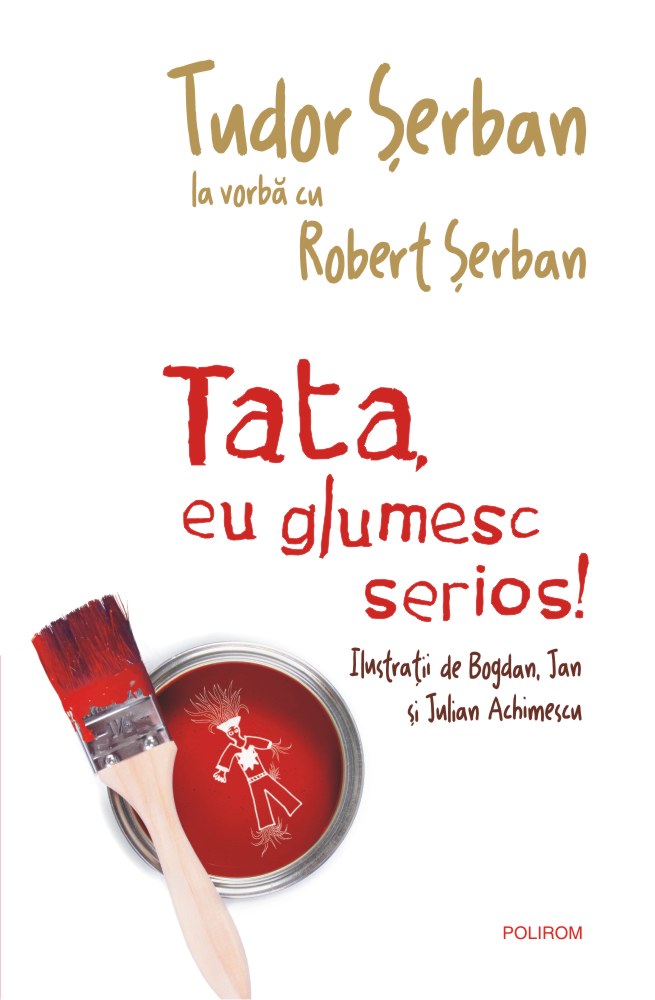 Tudor Șerban
la vorbă cu
Robert Șerban
Tata,
eu glumesc
serios!
Ilustrații de Bogdan, Jan
și Julian Achimescu
POLIROM